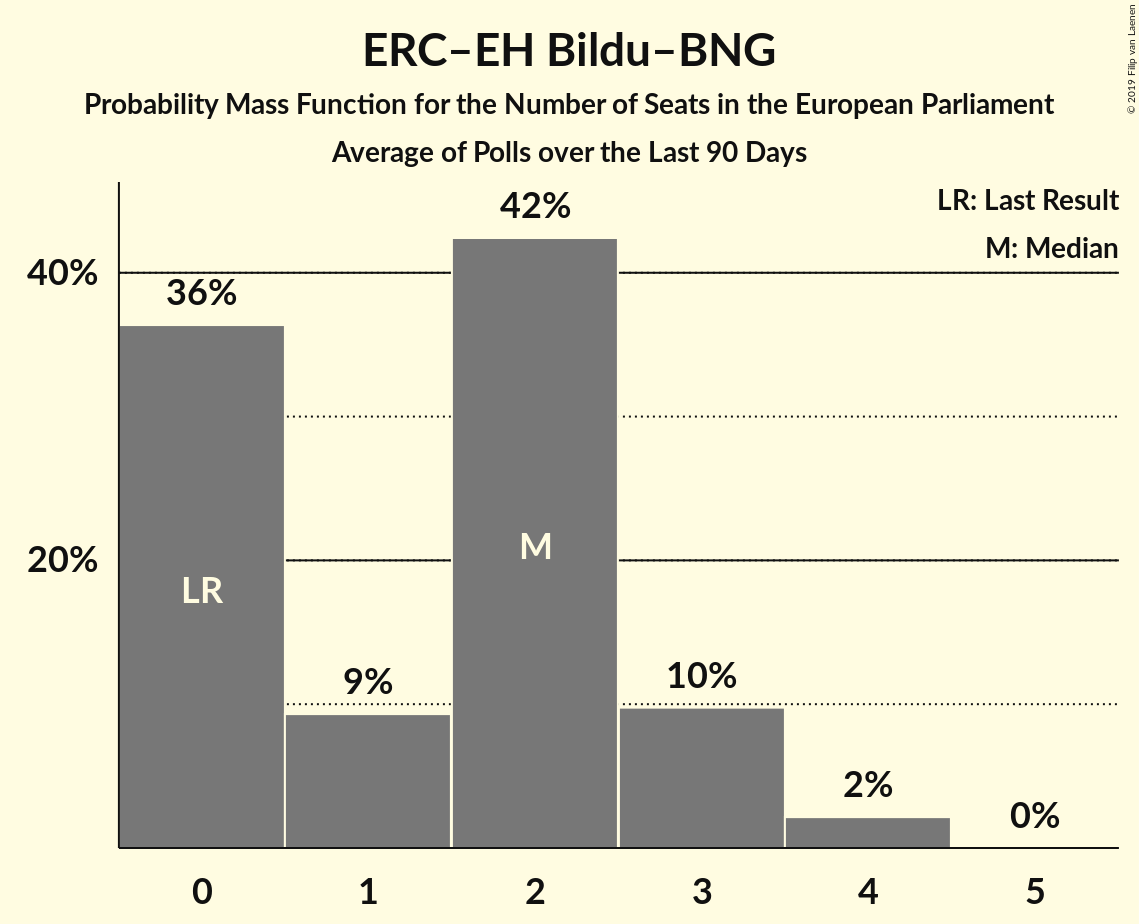 ERC–EH Bildu–BNG
Probability Mass Function for the Number of Seats in the European Parliament
Average of Polls over the Last 90 Days
© 2019 Filip van Laenen
LR: Last Result
M: Median
42%
40%
36%
20%
M
LR
9%
10%
2%
0%
0 1 2 3 4 5